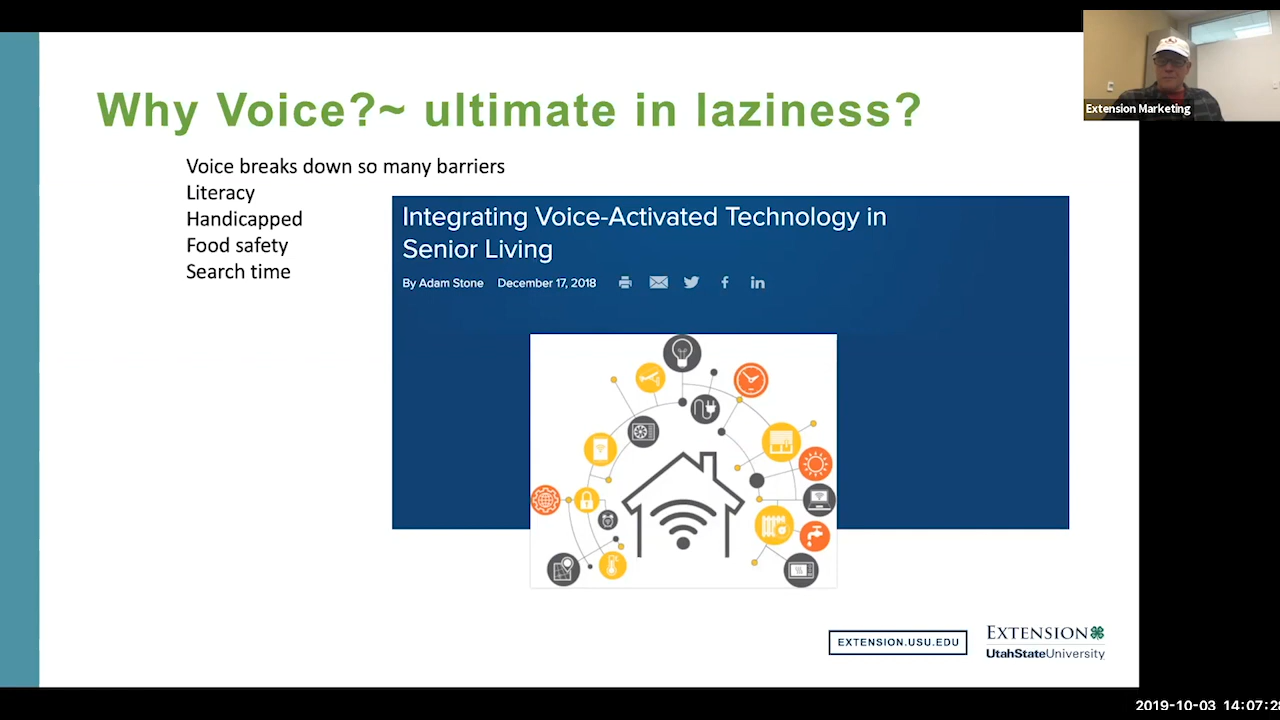 Why Voice?~ ultimate in laziness?
Voice breaks down so many barriers
Literacy
Handicapped
Food safety
Search time
Integrating Voice-Activated Technology in
Senior Living
By Adam Stone December 17, 2018
Extension Marketing
EXTENSION.USU.EDU
EXTENSION
UtahStateUniversity
2019-10-03 14:07:2